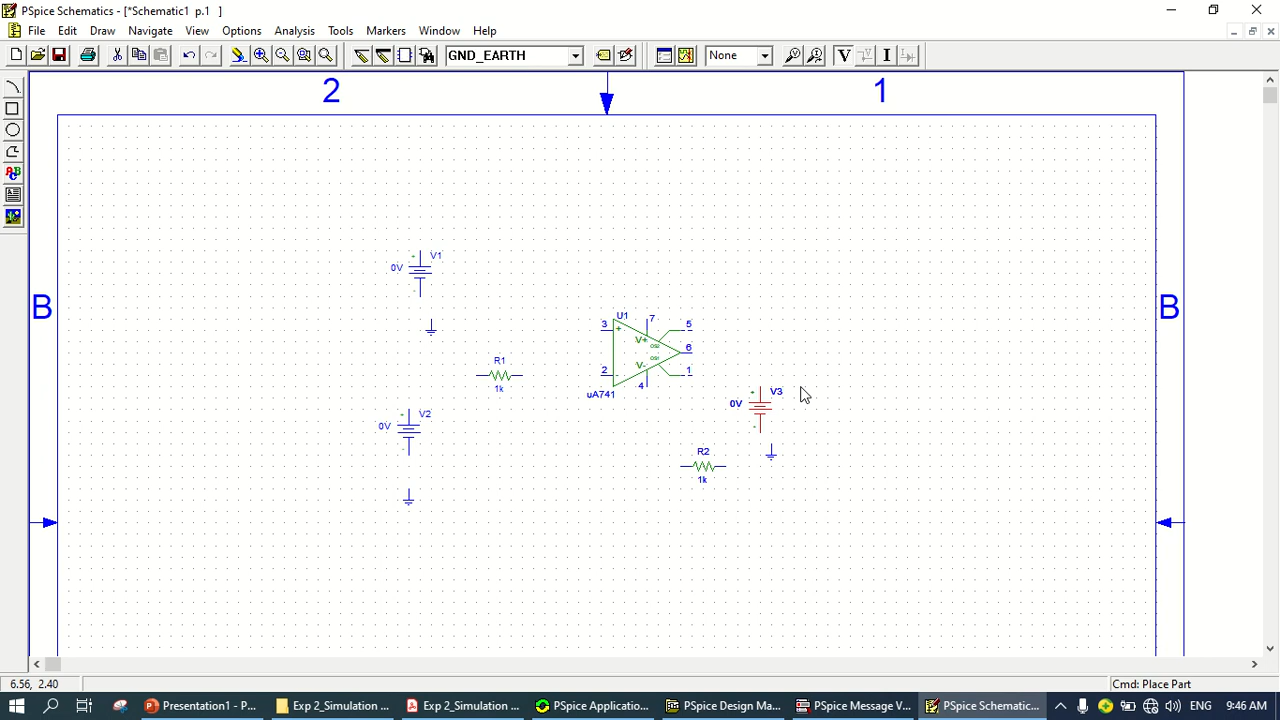 PSpice Schematics - [*Schematic1 p.1 ]
File Edit Draw Navigate View Options Analysis Tools Markers Window Help
GND_EARTH None V V I
ABC
2 1
B B
V1
0V
+
-
U1
7
3 5
+
V+
OS2
6
OS1
V-
2 1
-
4
uA741
R1
1k
V2
0V
+
-
V3
0V
+
-
R2
1k
6.56, 2.40 Cmd: Place Part
Presentation1 - P... Exp 2_Simulation ... Exp 2_Simulation ... PSpice Applicatio... PSpice Design Ma... PSpice Message V... PSpice Schematic... ENG 9:46 AM